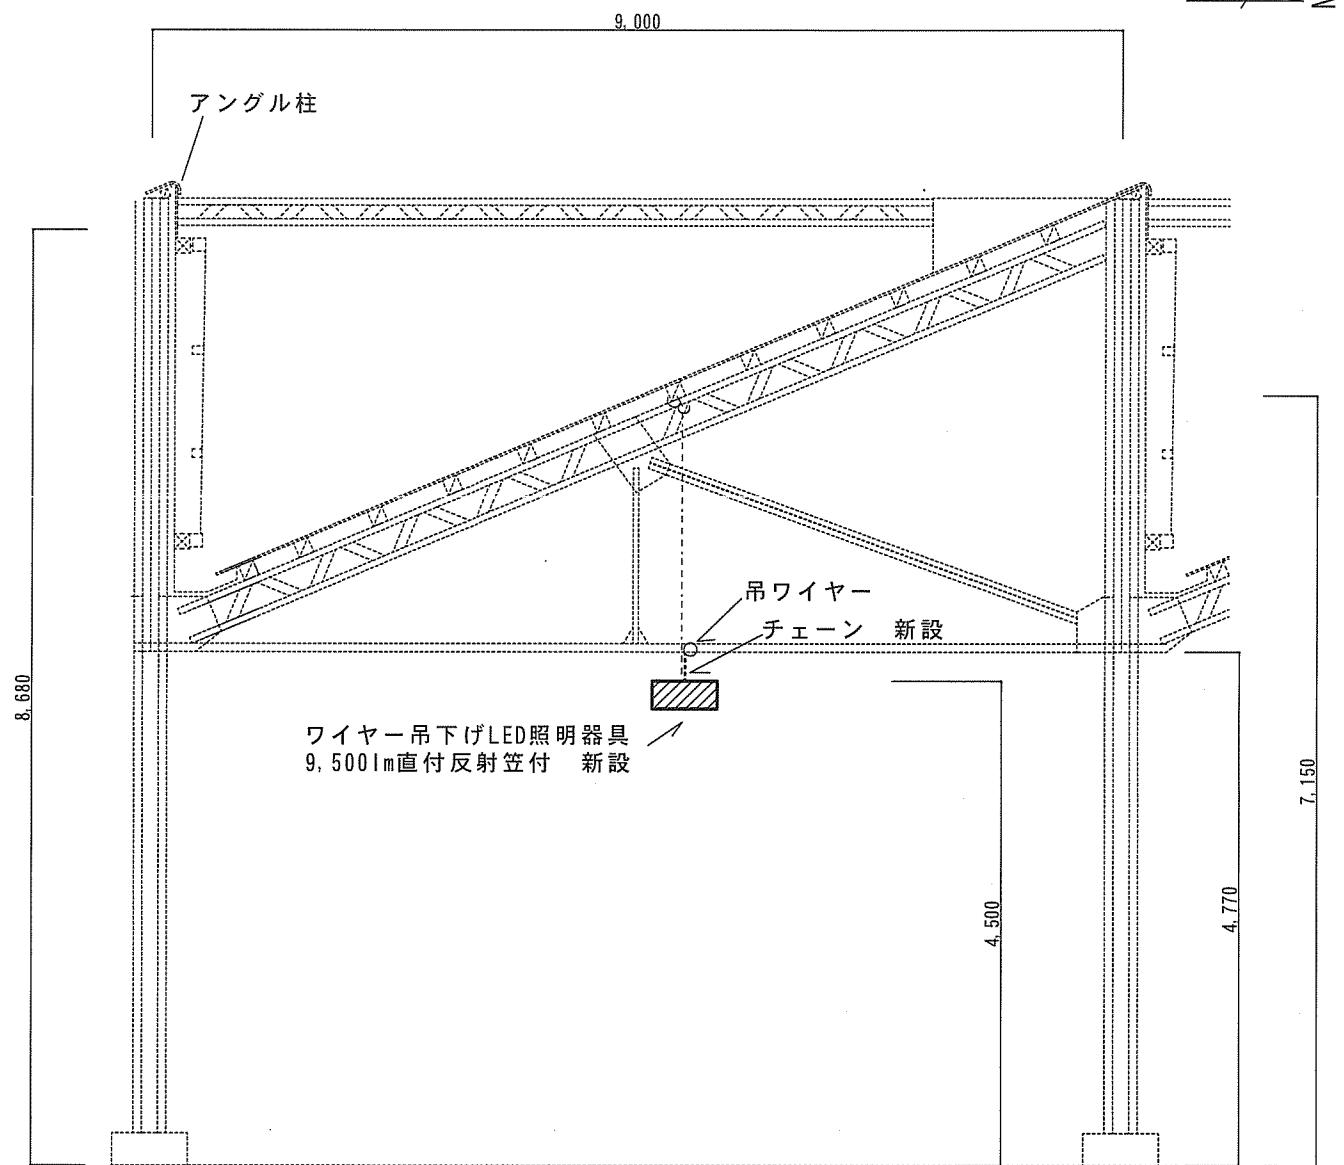 N
9,000
アングル柱
吊ワイヤー
チェーン 新設
8,680
ワイヤー吊下げLED照明器具
9,500lm直付反射笠付 新設
7,150
4,500
4,770